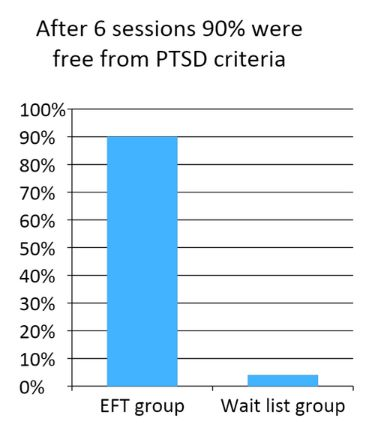 After 6 sessions 90% were
free from PTSD criteria
100%
90%
80%
70%
60%
50%
40%
30%
20%
10%
0%
EFT group
Wait list group